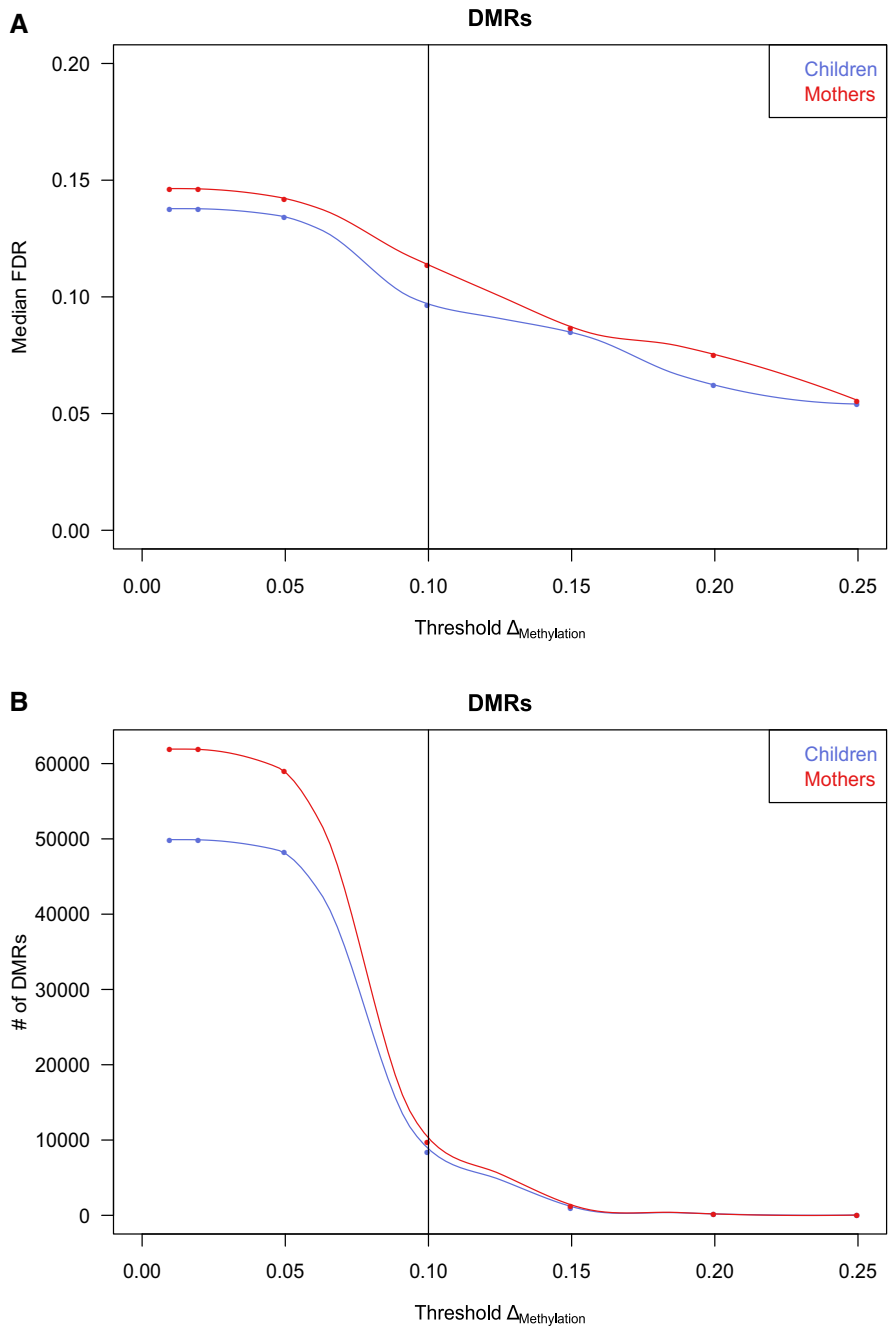 A
DMRs
Children
Mothers
0.20
0.15
0.10
0.05
0.00
Median FDR
0.00 0.05 0.10 0.15 0.20 0.25
Threshold ΔMethylation
B
DMRs
Children
Mothers
60000
50000
40000
30000
20000
10000
0
# of DMRs
0.00 0.05 0.10 0.15 0.20 0.25
Threshold ΔMethylation